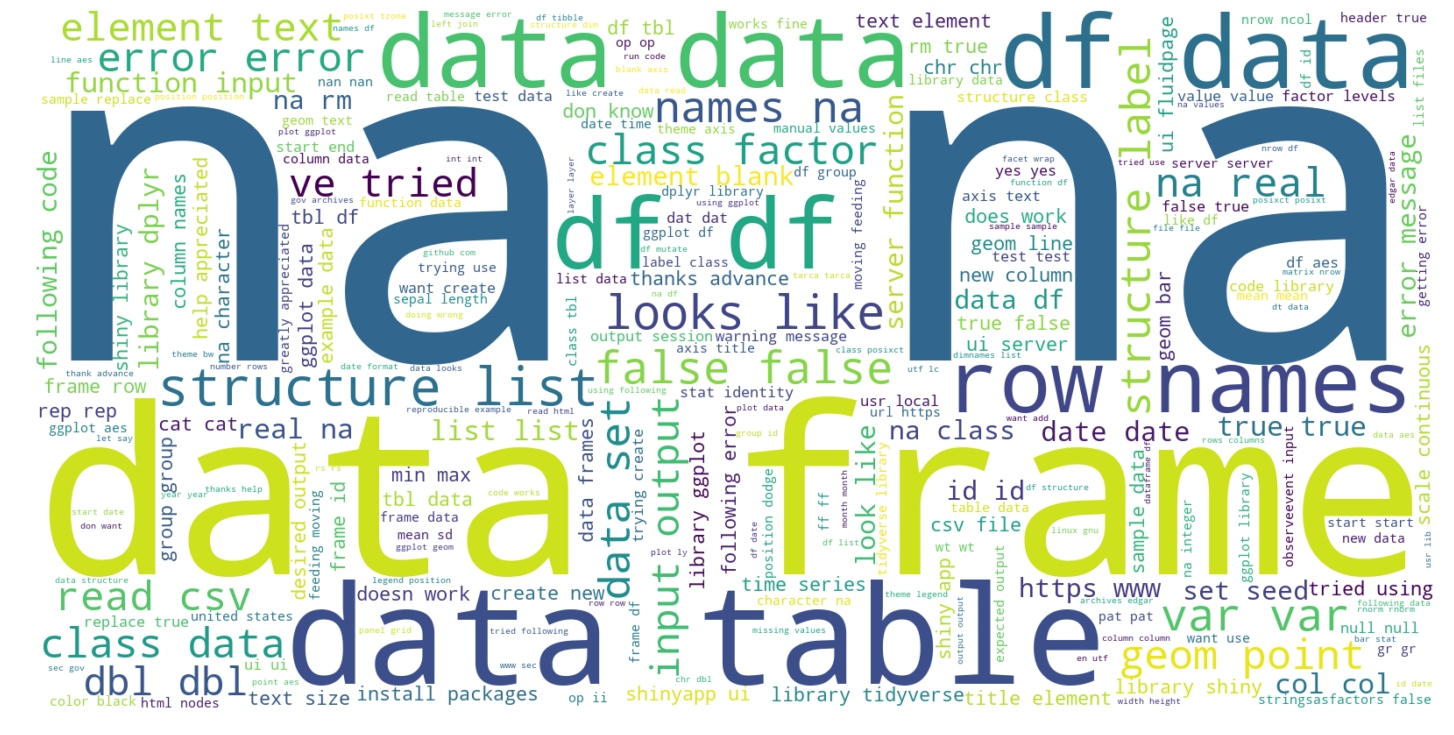 element text
posixt tzone
message error
left join
names df
df tibble
structure dim
data data
df tbl
works fine
op op
run code
blank axis
text element
rm true
chr chr
library data
df data
nrow ncol
header true
line aes
error error
function input
nan nan
like create
data read
structure class
df id
list files
sample replace
position position
na rm
read table
test data
don know
names na
ui fluidpage
value value
factor levels
na values
geom text
plot ggplot
start end
date time
theme axis
manual values
na na
column data
int int
class factor
facet wrap
yes yes
function df
tried use
server server
nrow df
edgar data
ve tried
gov archives
function data
element blank
df group
layer layer
dplyr library
using ggplot
axis text
na real
false true
like df
posixct posixt
file file
tbl df
df df
dat dat
ggplot df
does work
sample sample
geom line
test test
na character
github com
trying use
want create
sepal length
doing wrong
df mutate
label class
list data
thanks advance
tarca tarca
na df
moving feeding
server function
new column
data df
true false
ui server
structure label
geom bar
df aes
matrix nrow
code library
mean mean
dt data
error message
getting error
following code
shiny library
library dplyr
column names
help appreciated
greatly appreciated
ggplot data
example data
looks like
output session
warning message
axis title
class posixct
class tbl
dimnames list
theme bw
number rows
date format
data looks
thank advance
frame row
structure list
using following
false false
utf lc
row names
rep rep
ggplot aes
let say
cat cat
real na
reproducible example
read html
list list
stat identity
plot data
usr local
url https
na class
want add
date date
true true
rows columns
data aes
data frame
group group
year year
thanks help
rs rs
start date
don want
desired output
feeding moving
frame id
min max
tbl data
code works
frame data
mean sd
ggplot geom
data frames
data set
trying create
input output
plot ly
library ggplot
following error
group id
df date
position dodge
ff ff
month month
df list
look like
tidyverse library
id id
table data
csv file
linux gnu
sample data
dataframe df
df structure
na integer
ggplot library
observeevent input
start start
new data
usr lib
scale continuous
data structure
read csv
replace true
united states
legend position
doesn work
create new
row row
time series
character na
theme legend
shiny app
wt wt
expected output
https www
set seed
tried using
archives edgar
pat pat
var var
following data
rnorm rnorm
null null
class data
sec gov
ui ui
panel grid
tried following
www sec
data table
frame df
missing values
output output
column column
want use
bar stat
gr gr
en utf
dbl dbl
point aes
color black
html nodes
text size
install packages
op ii
chr dbl
shinyapp ui
library tidyverse
title element
geom point
library shiny
width height
col col
id date
stringsasfactors false